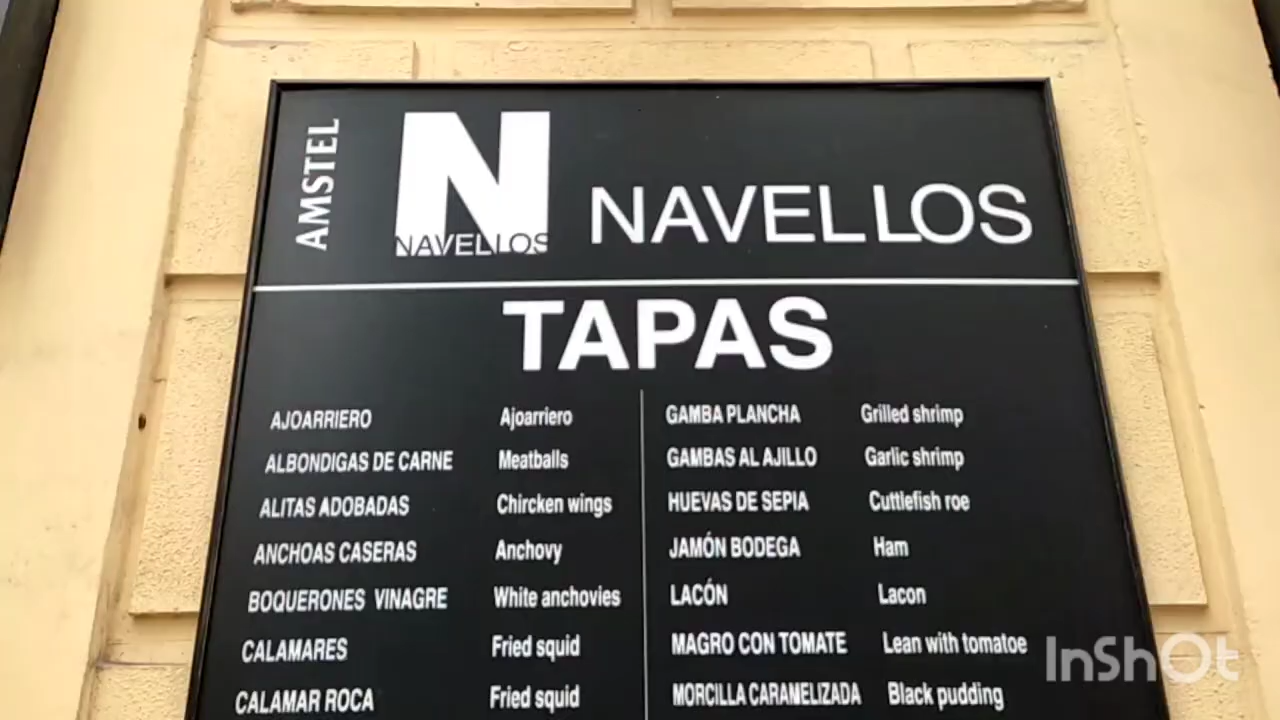 AMSTEL
N
NAVELLOS
NAVELLOS
TAPAS
AJOARRIERO Ajoarriero
ALBONDIGAS DE CARNE Meatballs
ALITAS ADOBADAS Chircken wings
ANCHOAS CASERAS Anchovy
BOQUERONES VINAGRE White anchovies
CALAMARES Fried squid
CALAMAR ROCA Fried squid
GAMBA PLANCHA Grilled shrimp
GAMBAS AL AJILLO Garlic shrimp
HUEVAS DE SEPIA Cuttlefish roe
JAMÓN BODEGA Ham
LACÓN Lacon
MAGRO CON TOMATE Lean with tomatoe
MORCILLA CARAMELIZADA Black pudding
InShOt